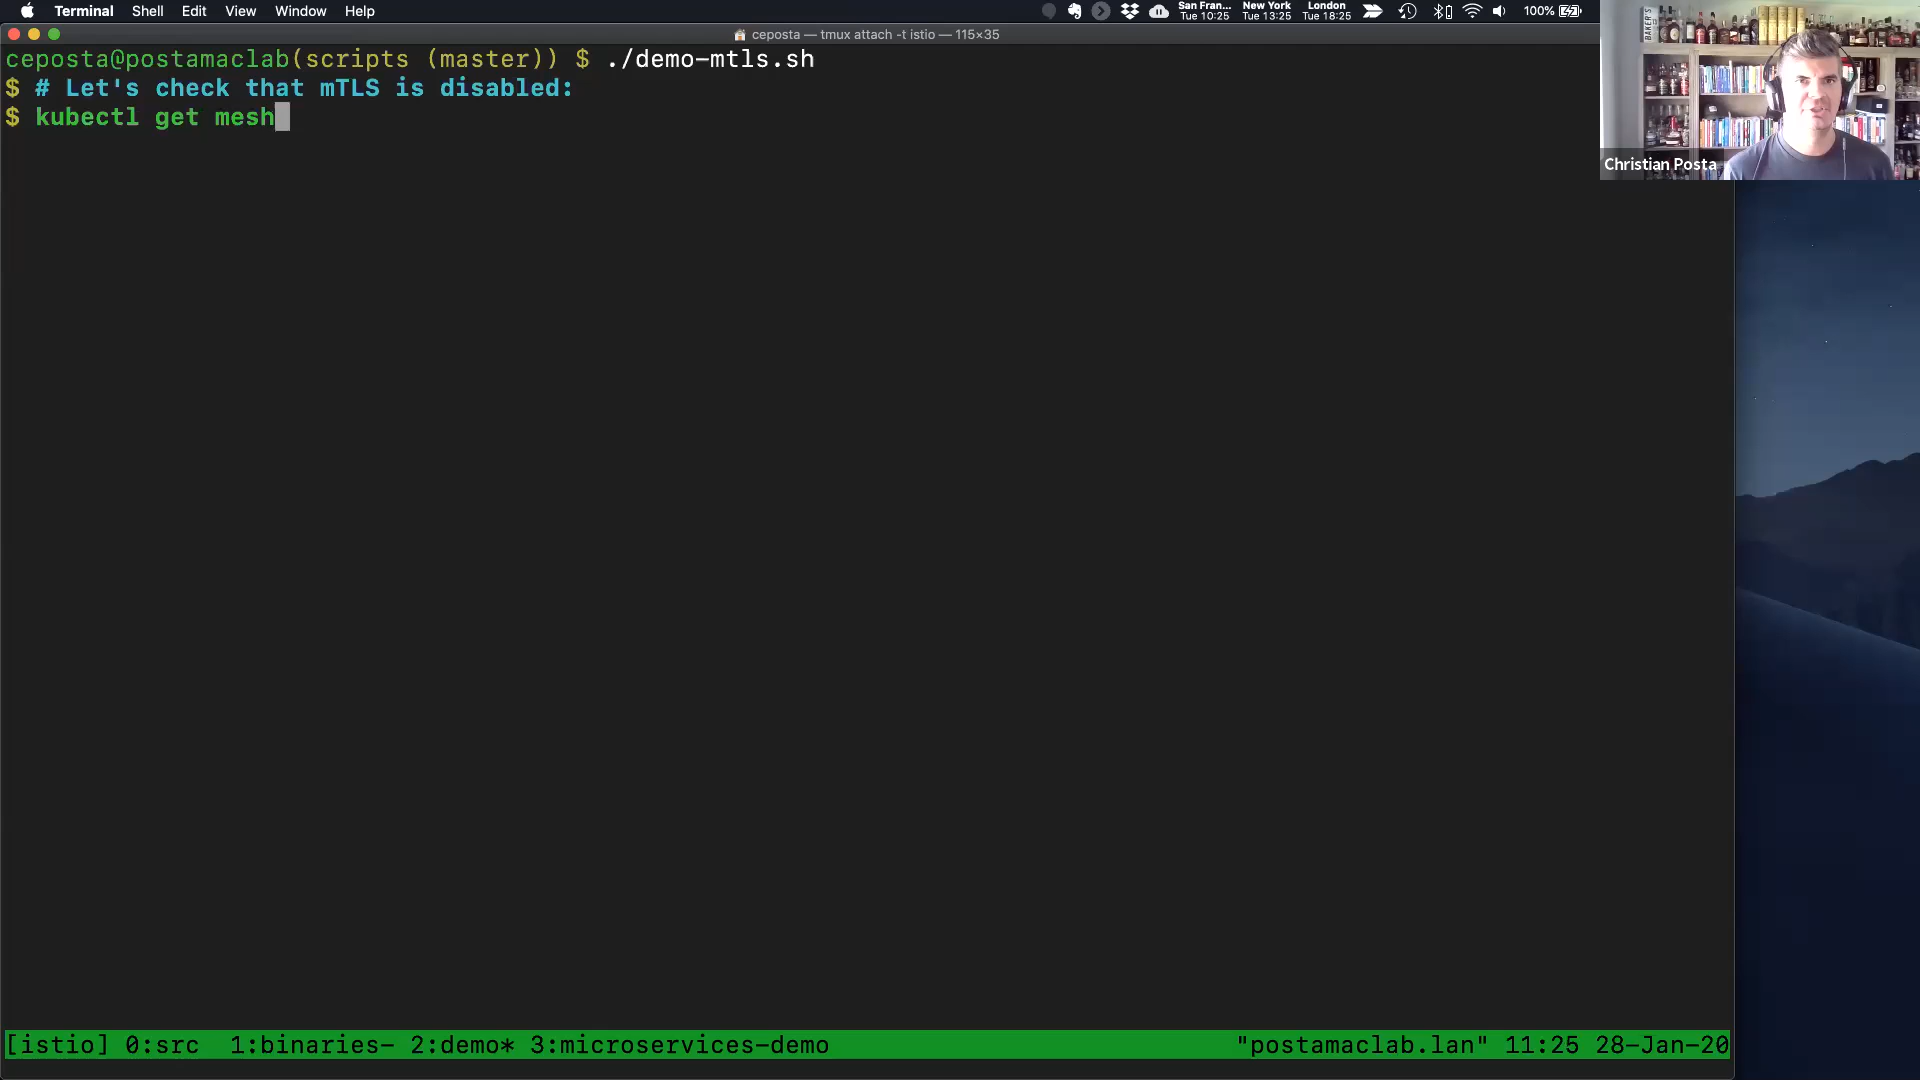 Terminal Shell Edit View Window Help
San Fran... New York London
Tue 10:25 Tue 13:25 Tue 18:25
100%
ceposta — tmux attach -t istio — 115×35
ceposta@postamaclab(scripts (master)) $ ./demo-mtls.sh
$ # Let's check that mTLS is disabled:
$ kubectl get mesh
BAKER'S
Christian Posta
[istio] 0:src 1:binaries- 2:demo* 3:microservices-demo "postamaclab.lan" 11:25 28-Jan-20